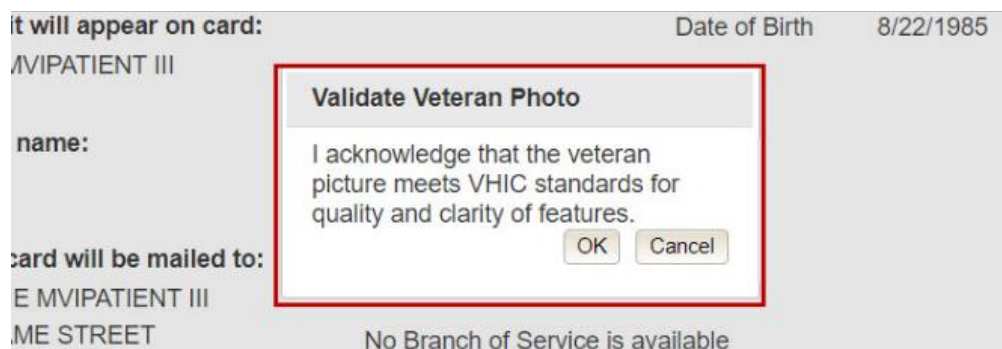 it will appear on card:
Date of Birth 8/22/1985
MVIPATIENT III
Validate Veteran Photo
name:
I acknowledge that the veteran
picture meets VHIC standards for
quality and clarity of features.
OK Cancel
card will be mailed to:
E MVIPATIENT III
AME STREET
No Branch of Service is available